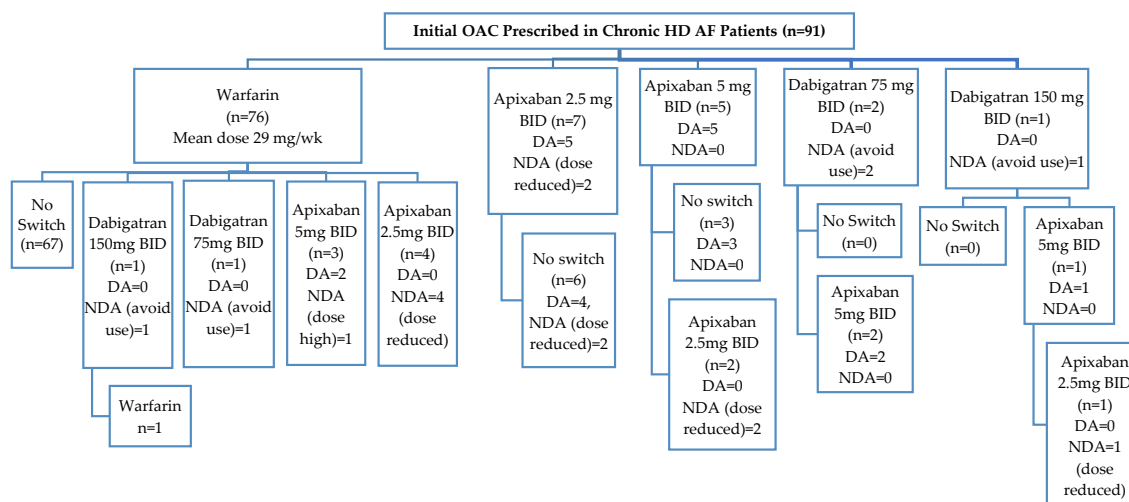 Initial OAC Prescribed in Chronic HD AF Patients (n=91)
Warfarin
(n=76)
Mean dose 29 mg/wk
No
Switch
(n=67)
Dabigatran
150mg BID
(n=1)
DA=0
NDA (avoid
use)=1
Warfarin
n=1
Dabigatran
75mg BID
(n=1)
DA=0
NDA (avoid
use)=1
Apixaban
5mg BID
(n=3)
DA=2
NDA
(dose
high)=1
Apixaban
2.5mg BID
(n=4)
DA=0
NDA=4
(dose
reduced)
Apixaban 2.5 mg
BID (n=7)
DA=5
NDA (dose
reduced)=2
No switch
(n=6)
DA=4,
NDA (dose
reduced)=2
Apixaban 5 mg
BID (n=5)
DA=5
NDA=0
No switch
(n=3)
DA=3
NDA=0
Apixaban
2.5mg BID
(n=2)
DA=0
NDA (dose
reduced)=2
Dabigatran 75 mg
BID (n=2)
DA=0
NDA (avoid
use)=2
No Switch
(n=0)
Apixaban
5mg BID
(n=2)
DA=2
NDA=0
Dabigatran 150 mg
BID (n=1)
DA=0
NDA (avoid use)=1
No Switch
(n=0)
Apixaban
5mg BID
(n=1)
DA=1
NDA=0
Apixaban
2.5mg BID
(n=1)
DA=0
NDA=1
(dose
reduced)